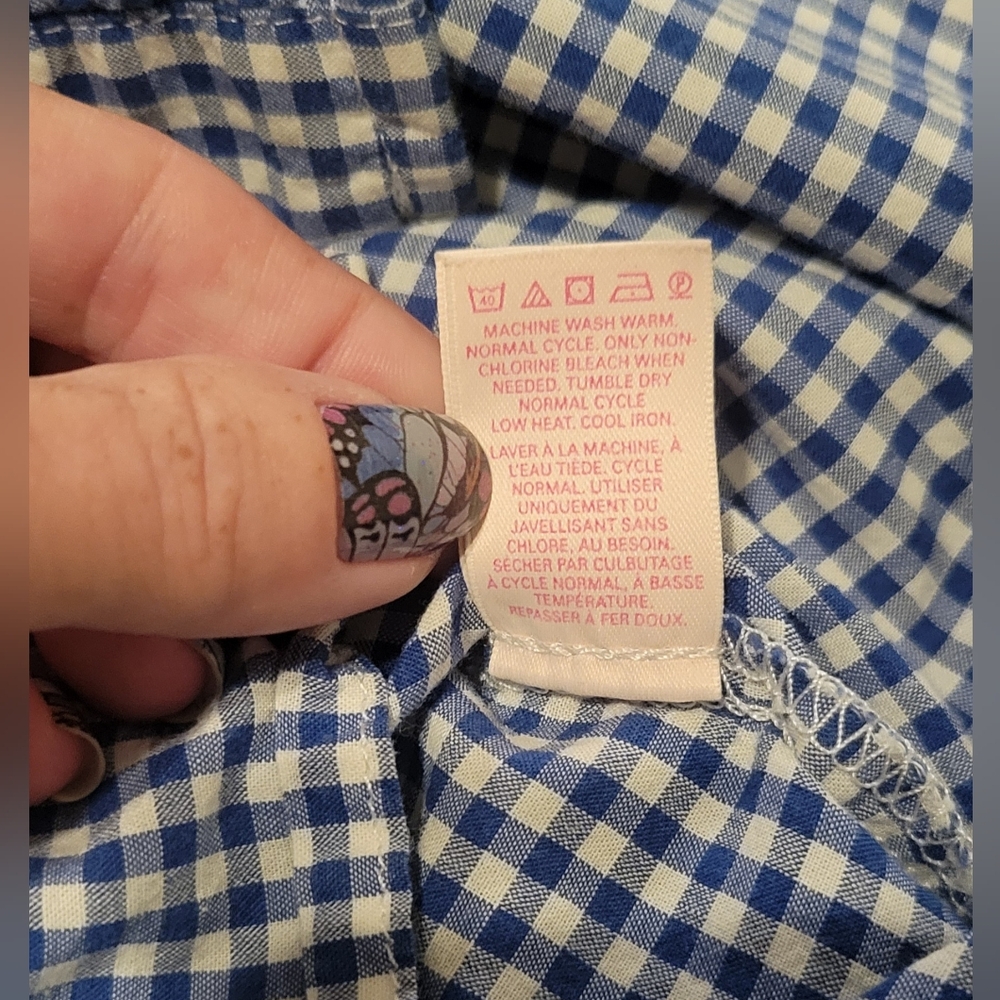 40 P
MACHINE WASH WARM,
NORMAL CYCLE. ONLY NON-
CHLORINE BLEACH WHEN
NEEDED. TUMBLE DRY
NORMAL CYCLE
LOW HEAT. COOL IRON.
LAVER À LA MACHINE, À
L'EAU TIÈDE. CYCLE
NORMAL. UTILISER
UNIQUEMENT DU
JAVELLISANT SANS
CHLORE, AU BESOIN.
SÉCHER PAR CULBUTAGE
À CYCLE NORMAL, À BASSE
TEMPÉRATURE.
REPASSER À FER DOUX.